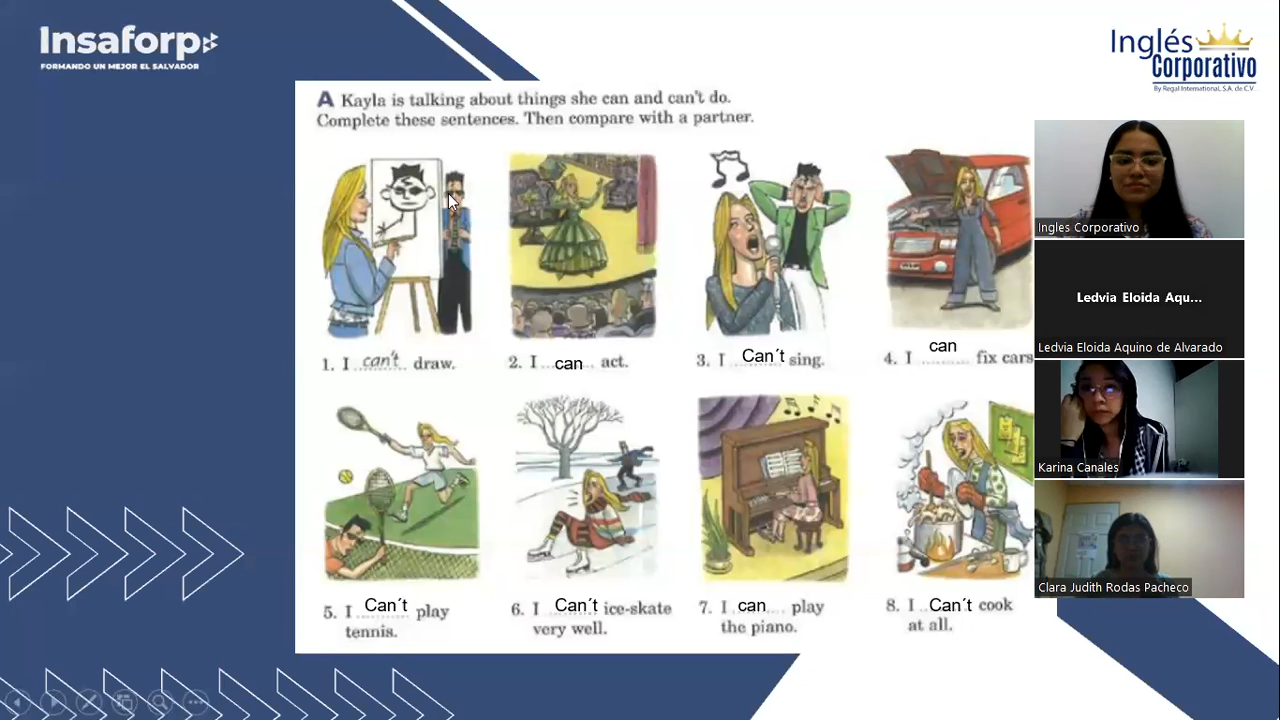 Insaforp
FORMANDO UN MEJOR EL SALVADOR
Inglés
Corporativo
By Regal International, S.A. de C.V.
A Kayla is talking about things she can and can't do.
Complete these sentences. Then compare with a partner.
1. I can't draw.
2. I can act.
3. I Can´t sing.
4. I can fix cars
5. I Can´t play
tennis.
6. I Can´t ice-skate
very well.
7. I can play
the piano.
8. I Can´t cook
at all.
Ingles Corporativo
Ledvia Eloida Aqu...
Ledvia Eloida Aquino de Alvarado
Karina Canales
Clara Judith Rodas Pacheco